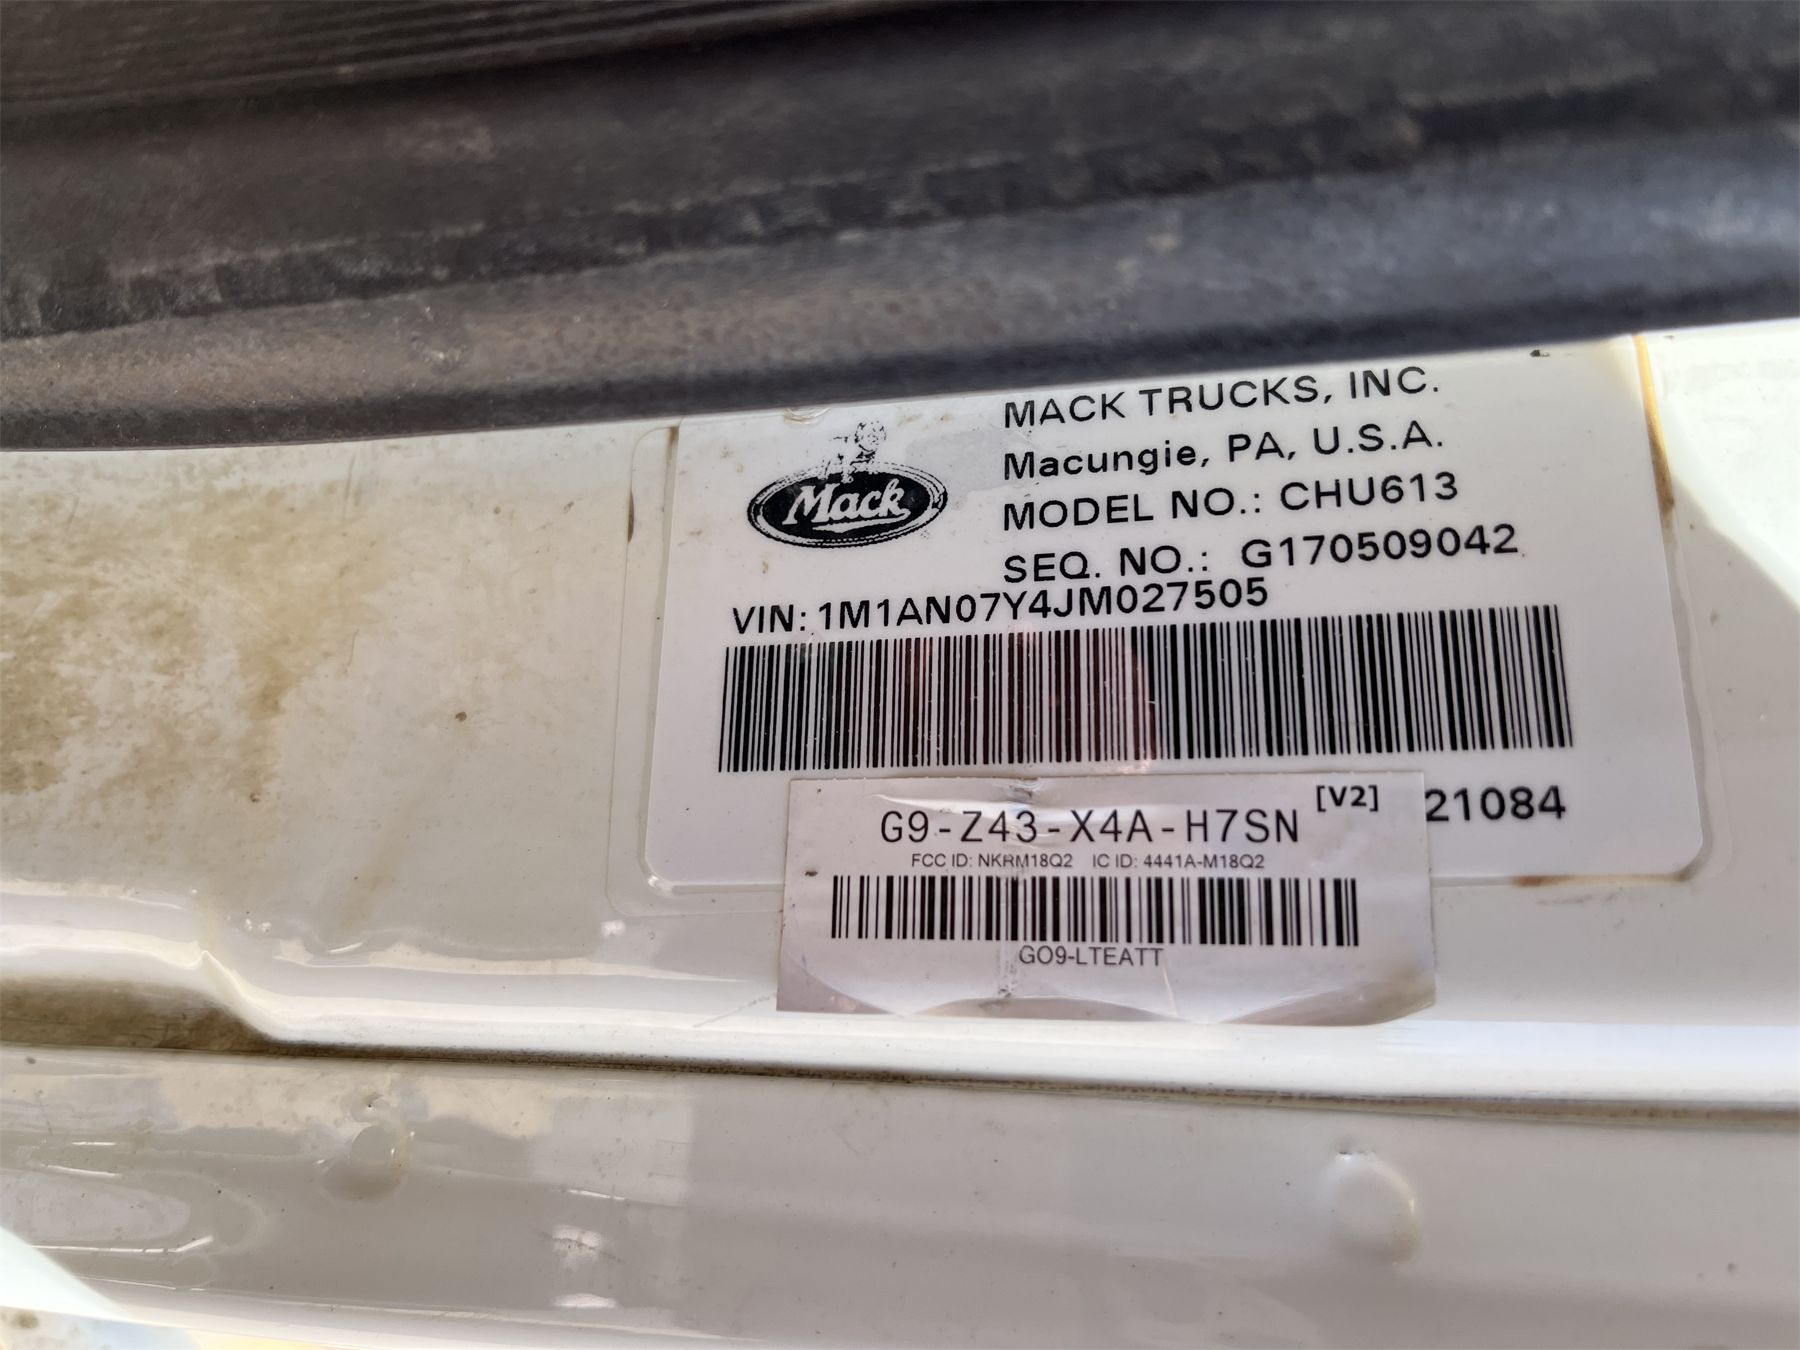 MACK TRUCKS, INC.
Macungie, PA, U.S.A.
Mack
MODEL NO.: CHU613
SEQ. NO.: G170509042
VIN: 1M1AN07Y4JM027505
21084
G9-Z43-X4A-H7SN [V2]
FCC ID: NKRM18Q2 IC ID: 4441A-M18Q2
GO9-LTEATT